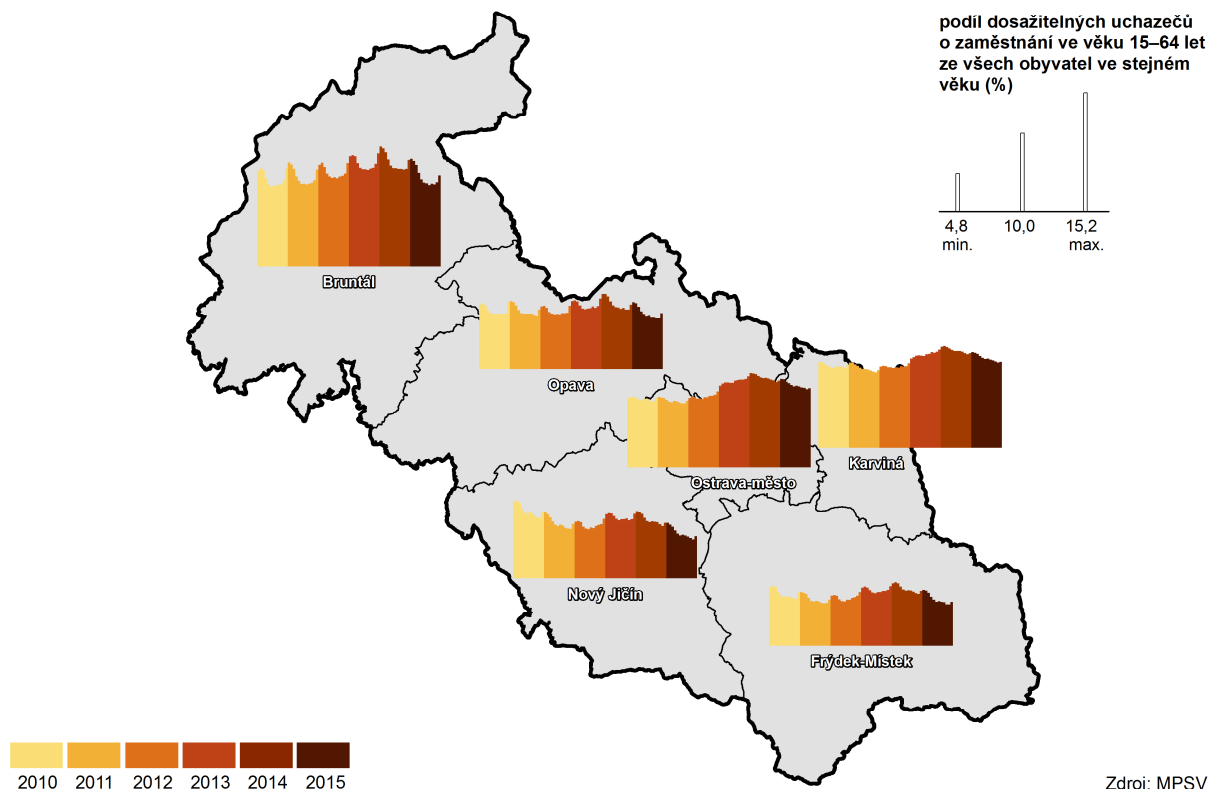 podíl dosažitelných uchazečů
o zaměstnání ve věku 15–64 let
ze všech obyvatel ve stejném
věku (%)
4,8
10,0
15,2
min.
max.
Bruntál
Opava
Karviná
Ostrava-město
Nový Jičín
Frýdek-Místek
2010
2011
2012
2013
2014
2015
Zdroj: MPSV